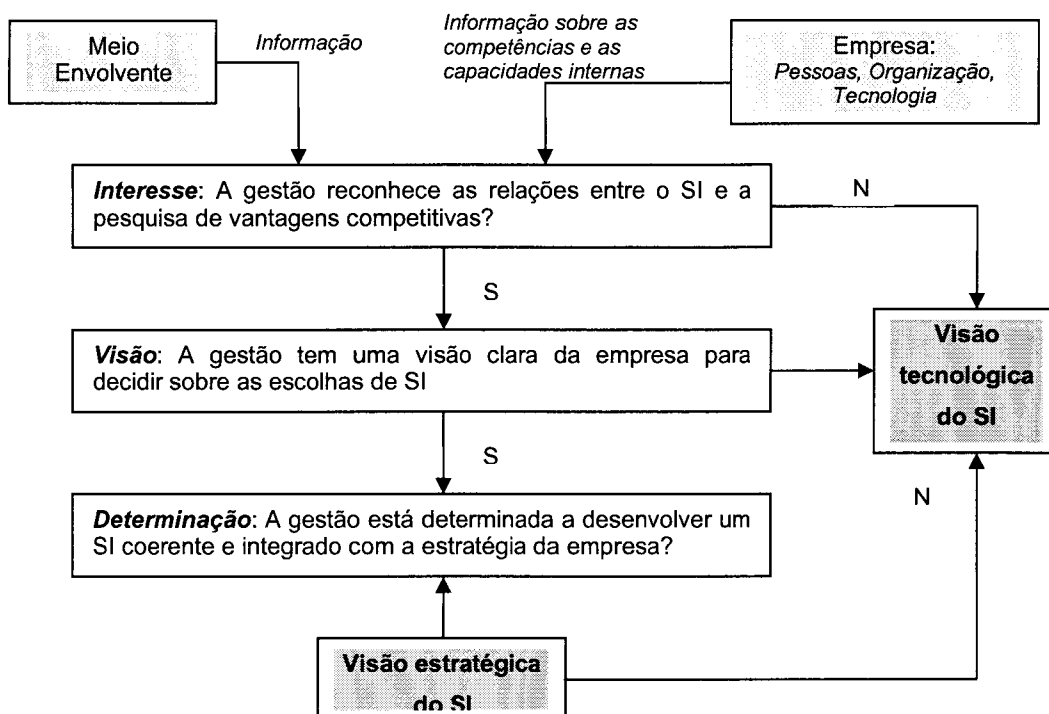 Meio
Envolvente
Informação
Informação sobre as
competências e as
capacidades internas
Empresa:
Pessoas, Organização,
Tecnologia
Interesse: A gestão reconhece as relações entre o SI e a
pesquisa de vantagens competitivas?
N
S
Visão: A gestão tem uma visão clara da empresa para
decidir sobre as escolhas de SI
Visão
tecnológica
do SI
S
N
Determinação: A gestão está determinada a desenvolver um
SI coerente e integrado com a estratégia da empresa?
Visão estratégica
do SI